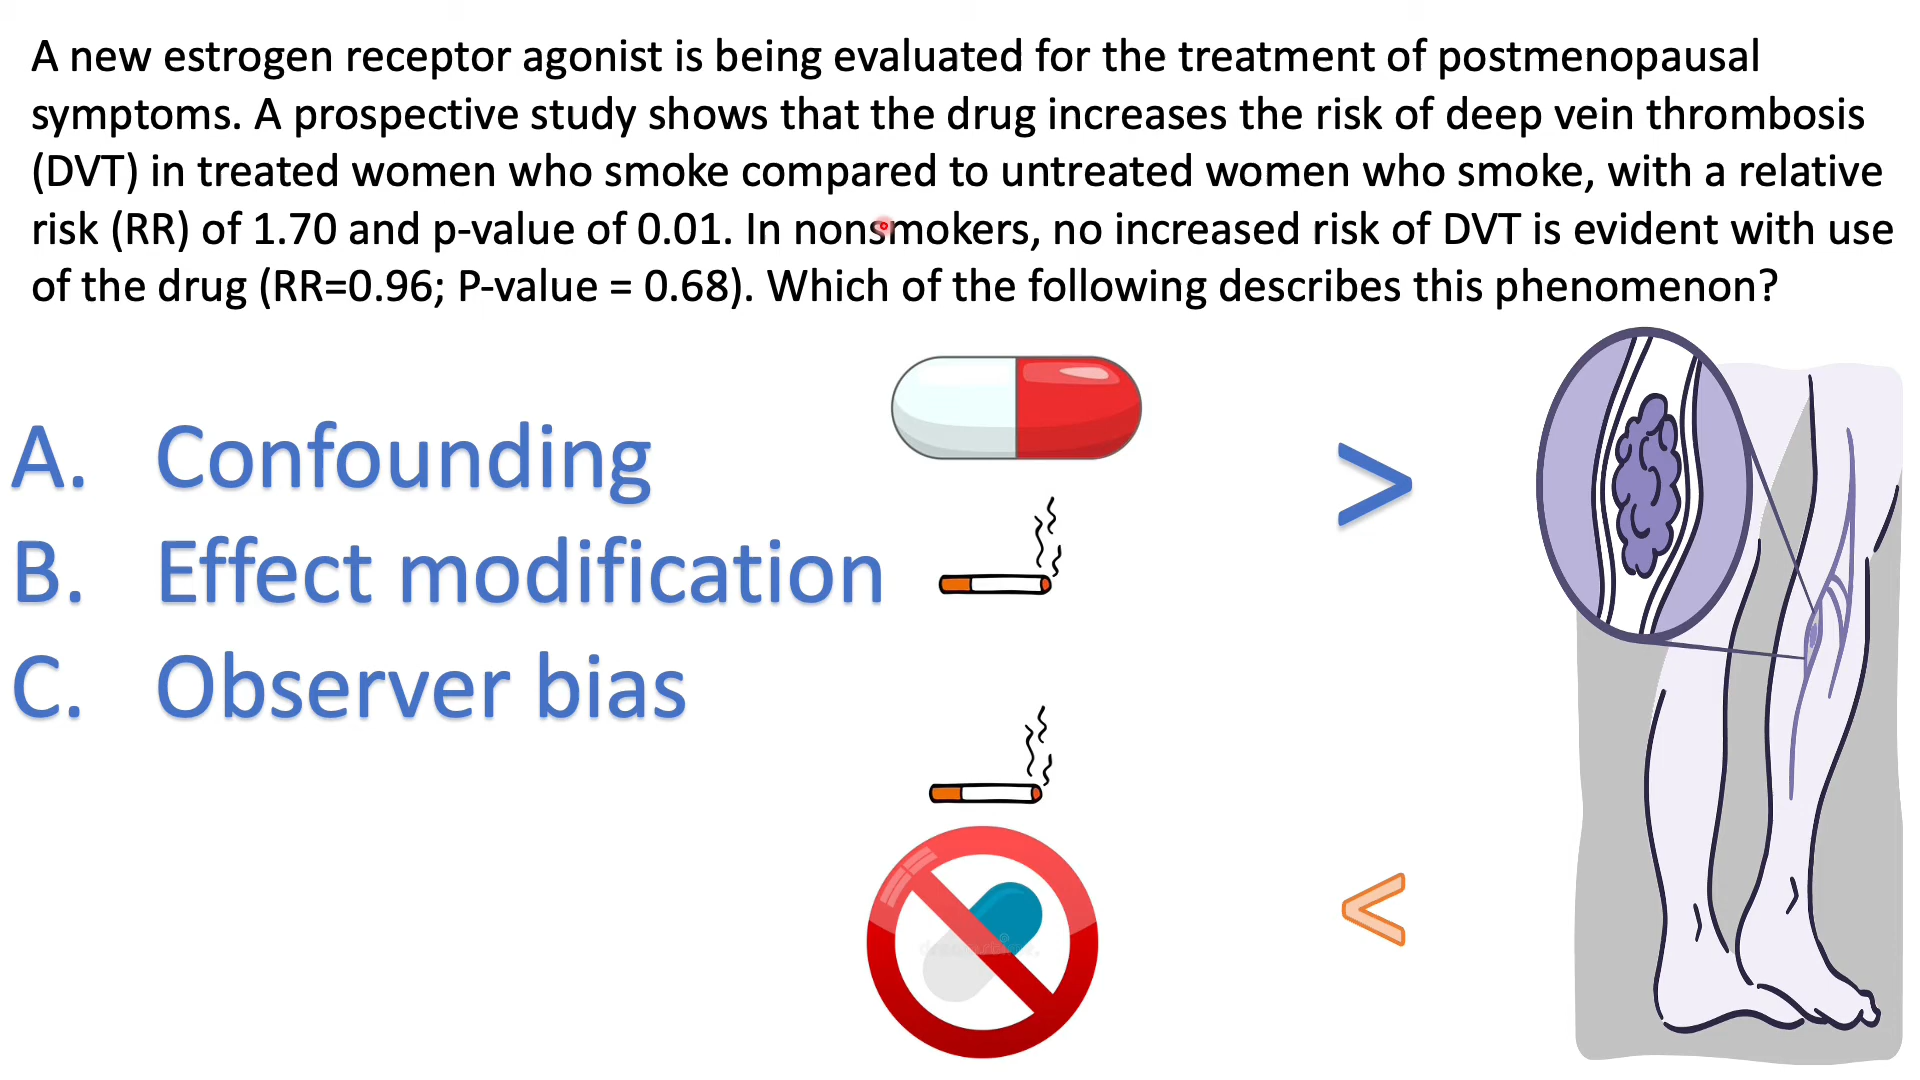 A new estrogen receptor agonist is being evaluated for the treatment of postmenopausal
symptoms. A prospective study shows that the drug increases the risk of deep vein thrombosis
(DVT) in treated women who smoke compared to untreated women who smoke, with a relative
risk (RR) of 1.70 and p-value of 0.01. In nonsmokers, no increased risk of DVT is evident with use
of the drug (RR=0.96; P-value = 0.68). Which of the following describes this phenomenon?
A. Confounding
B. Effect modification
C. Observer bias
>
<